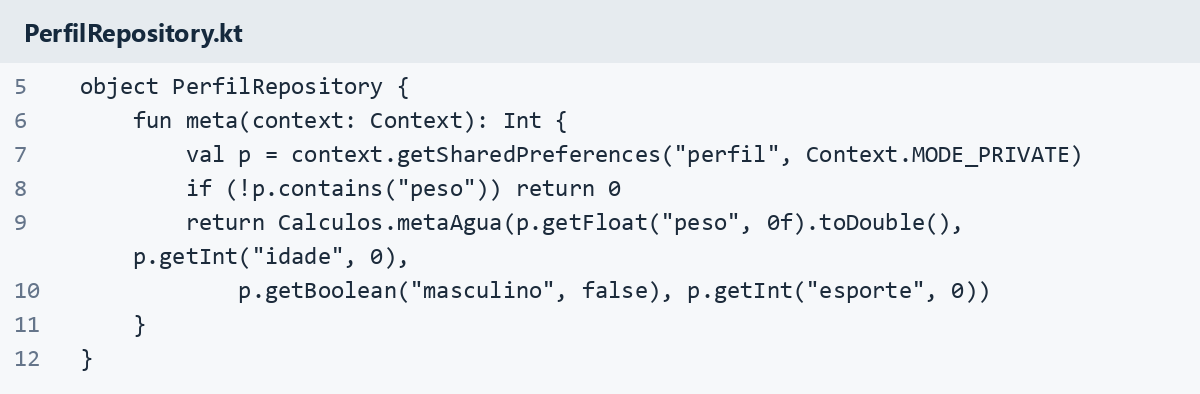 PerfilRepository.kt
5 object PerfilRepository {
6 fun meta(context: Context): Int {
7 val p = context.getSharedPreferences("perfil", Context.MODE_PRIVATE)
8 if (!p.contains("peso")) return 0
9 return Calculos.metaAgua(p.getFloat("peso", 0f).toDouble(),
p.getInt("idade", 0),
10 p.getBoolean("masculino", false), p.getInt("esporte", 0))
11 }
12 }